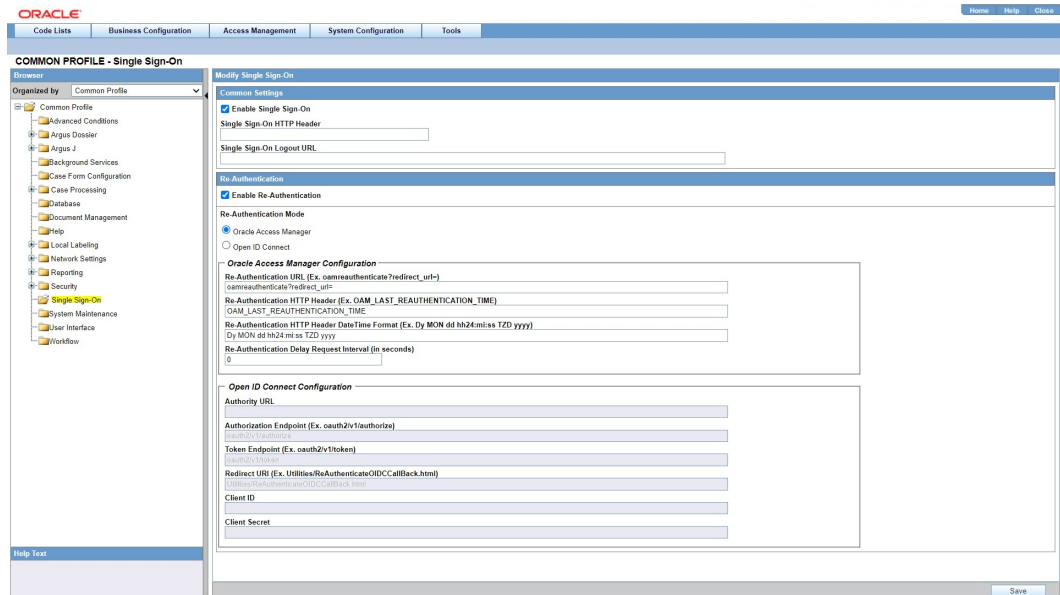 ORACLE
Home Help Close
Code Lists Business Configuration Access Management System Configuration Tools
COMMON PROFILE - Single Sign-On
Browser
Organized by Common Profile
Common Profile
Advanced Conditions
Argus Dossier
Argus J
Background Services
Case Form Configuration
Case Processing
Database
Document Management
Help
Local Labeling
Network Settings
Reporting
Security
Single Sign-On
System Maintenance
User Interface
Workflow
Help Text
Modify Single Sign-On
Common Settings
Enable Single Sign-On
Single Sign-On HTTP Header
Single Sign-On Logout URL
Re-Authentication
Enable Re-Authentication
Re-Authentication Mode
Oracle Access Manager
Open ID Connect
Oracle Access Manager Configuration
Re-Authentication URL (Ex. oamreauthenticate?redirect_url=)
oamreauthenticate?redirect_url=
Re-Authentication HTTP Header (Ex. OAM_LAST_REAUTHENTICATION_TIME)
OAM_LAST_REAUTHENTICATION_TIME
Re-Authentication HTTP Header DateTime Format (Ex. Dy MON dd hh24:mi:ss TZD yyyy)
Dy MON dd hh24:mi:ss TZD yyyy
Re-Authentication Delay Request Interval (in seconds)
0
Open ID Connect Configuration
Authority URL
Authorization Endpoint (Ex. oauth2/v1/authorize)
oauth2/v1/authorize
Token Endpoint (Ex. oauth2/v1/token)
oauth2/v1/token
Redirect URI (Ex. Utilities/ReAuthenticateOIDCCallBack.html)
Utilities/ReAuthenticateOIDCCallBack.html
Client ID
Client Secret
Save